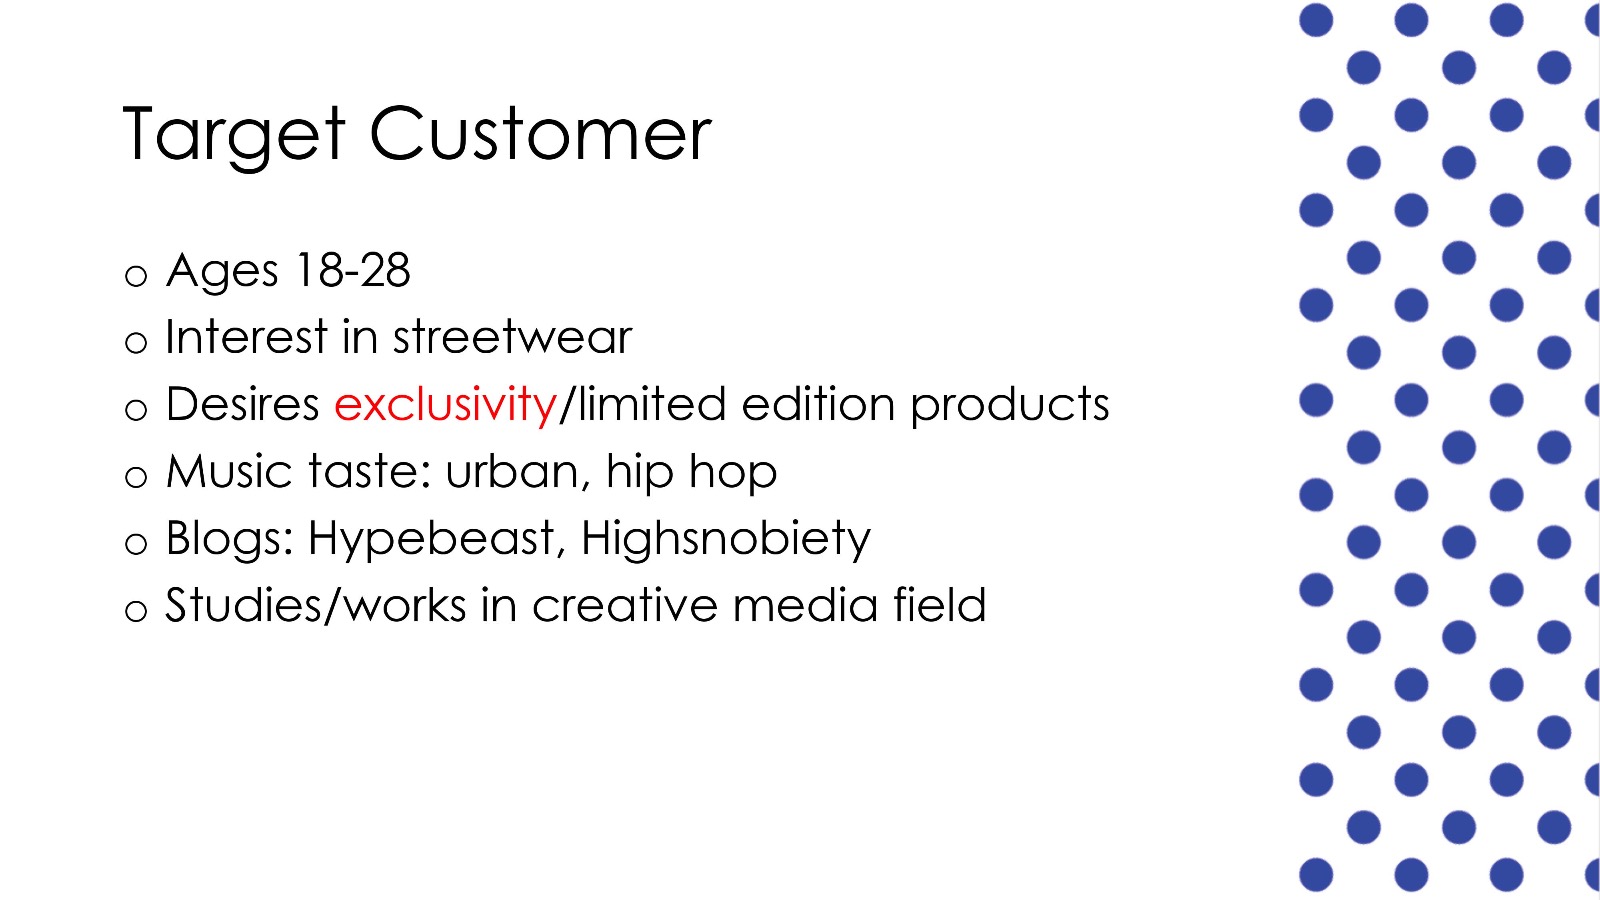 Target Customer
o Ages 18-28
o Interest in streetwear
o Desires exclusivity/limited edition products
o Music taste: urban, hip hop
o Blogs: Hypebeast, Highsnobiety
o Studies/works in creative media field